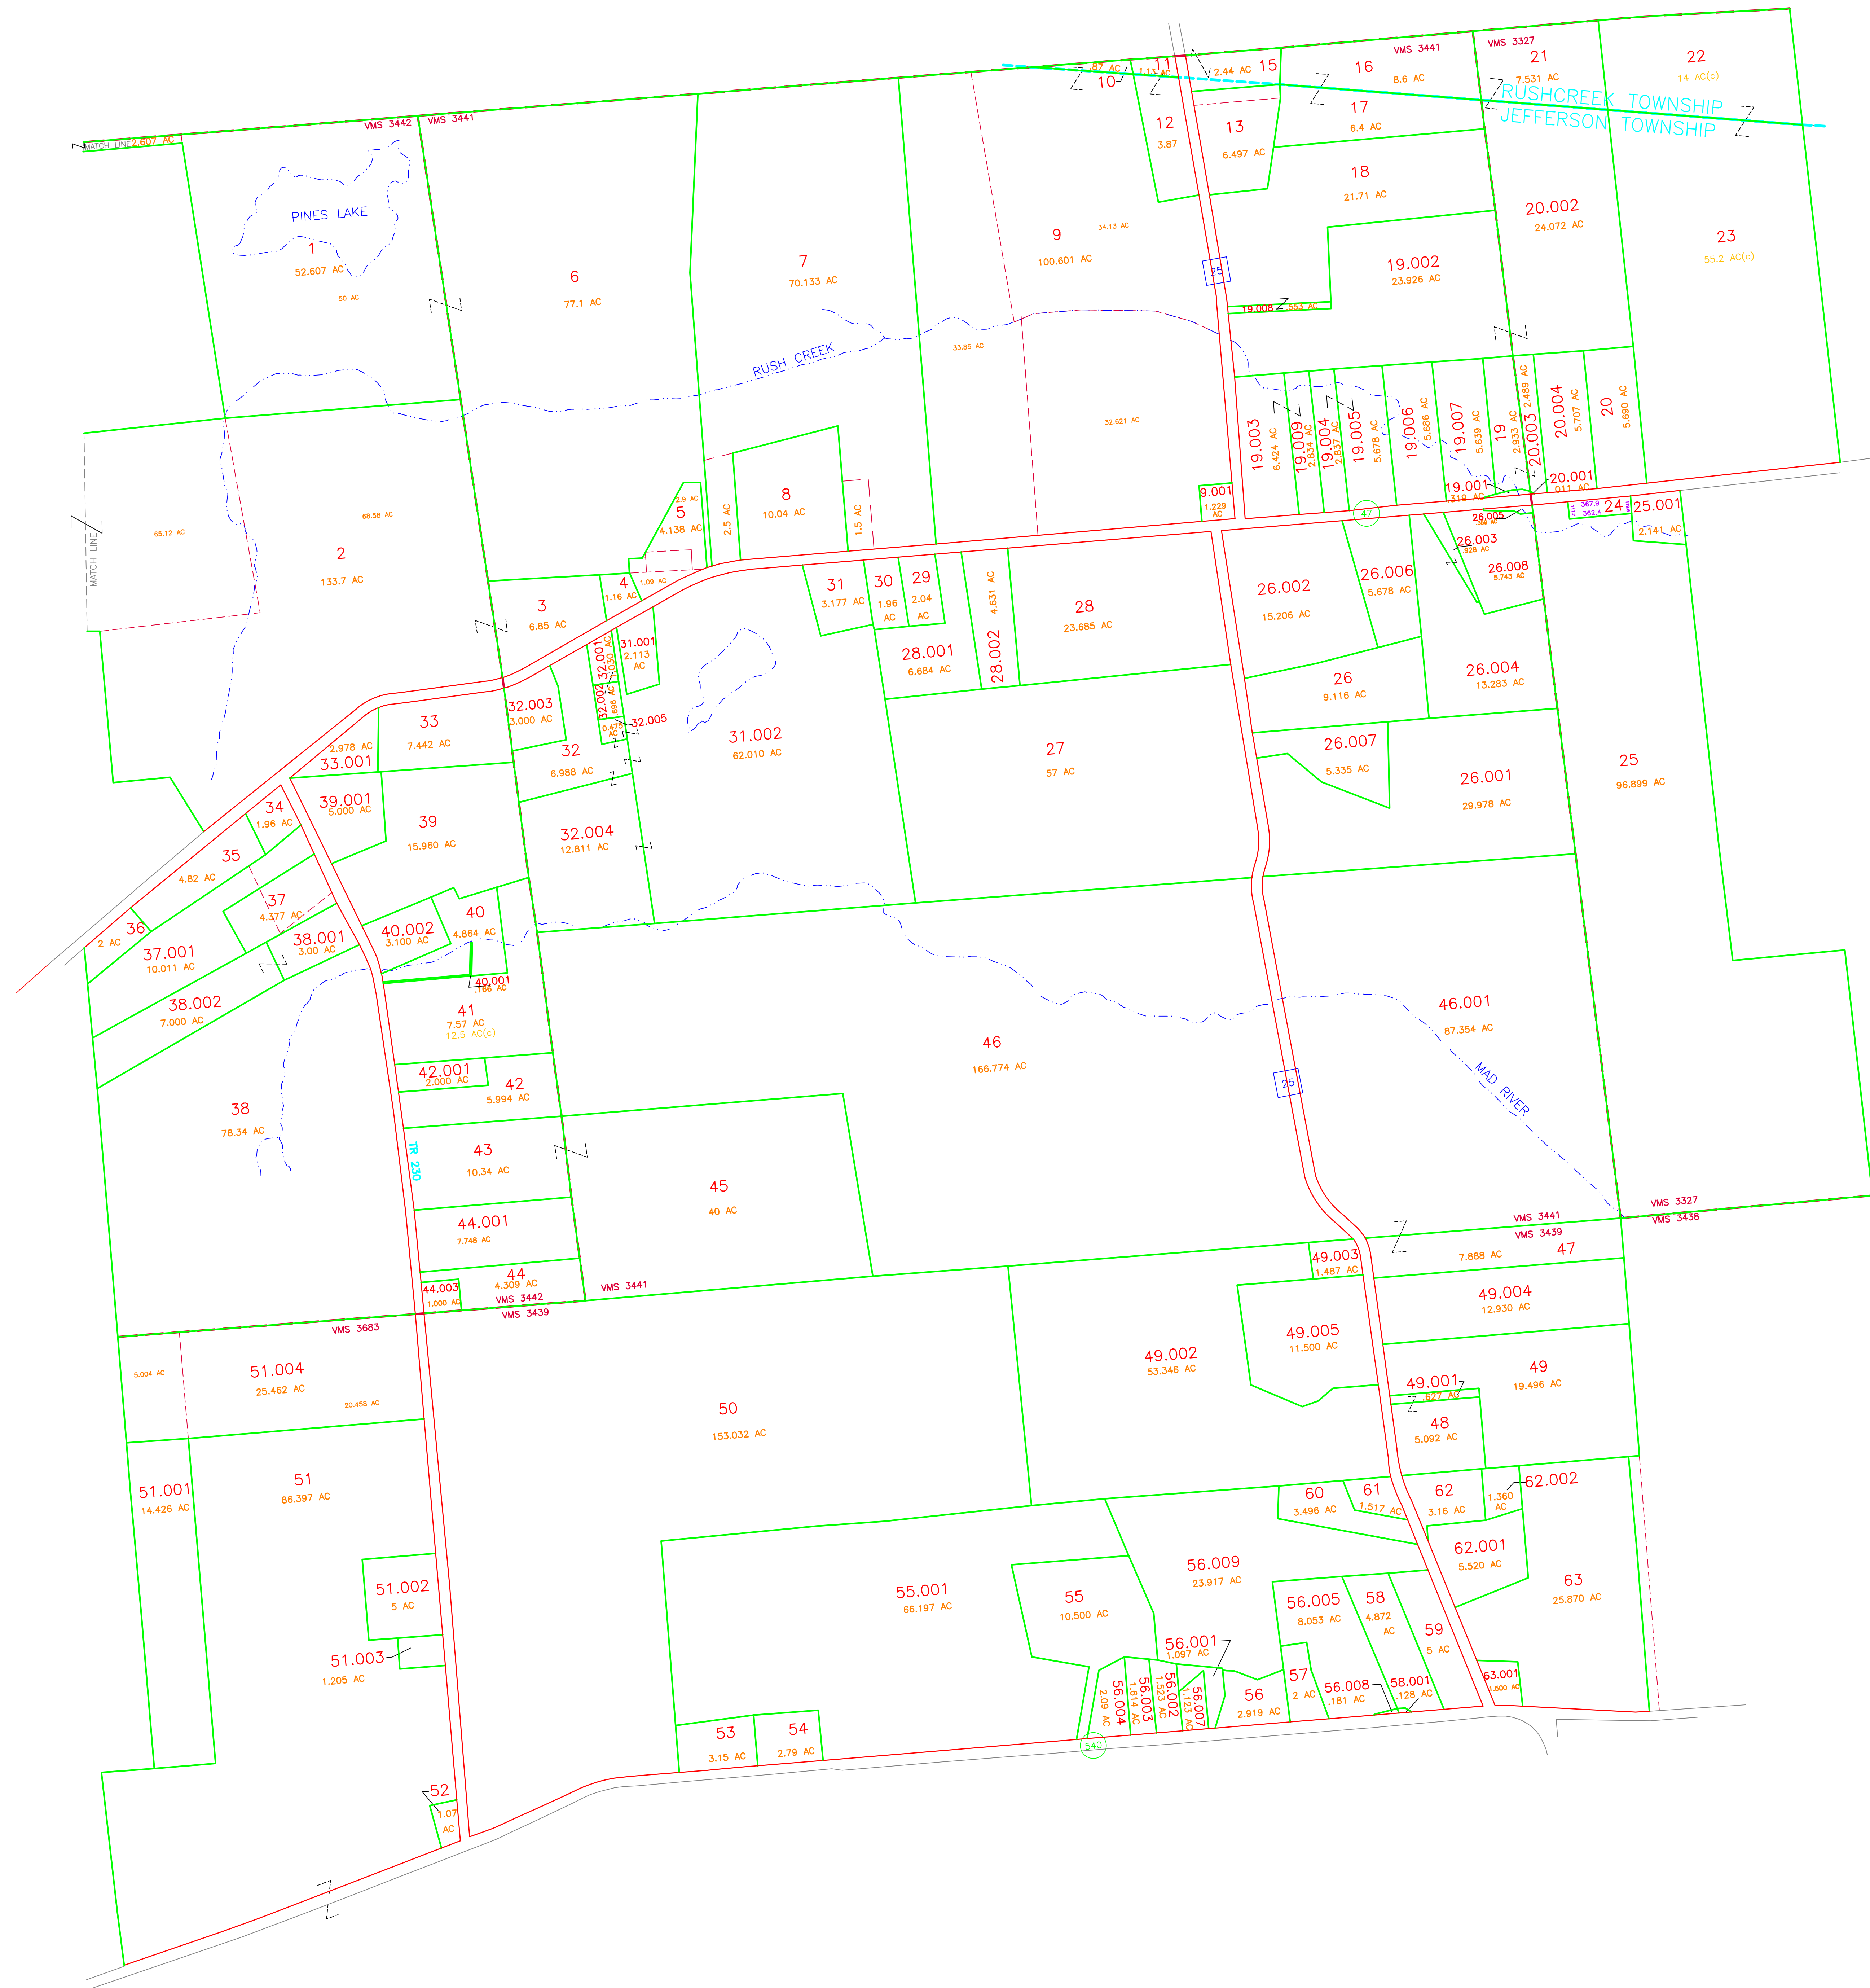 VMS 3442
VMS 3441
MATCH LINE
2.607 AC
PINES LAKE
1
52.607 AC
50 AC
6
77.1 AC
7
70.133 AC
9
100.601 AC
34.13 AC
33.85 AC
32.621 AC
RUSH CREEK
.87 AC
10
11
12
3.87
2.44 AC
15
13
6.497 AC
16
8.6 AC
VMS 3441
VMS 3327
17
6.4 AC
18
21.71 AC
21
7.531 AC
22
14 AC(c)
RUSHCREEK TOWNSHIP
JEFFERSON TOWNSHIP
20.002
24.072 AC
23
55.2 AC(c)
25
19.002
23.926 AC
19.008
.553 AC
19.003
6.424 AC
19.009
2.834 AC
19.004
2.837 AC
19.005
5.678 AC
19.006
5.686 AC
19.007
5.639 AC
19
2.933 AC
20.003
2.489 AC
20.004
5.707 AC
20
5.690 AC
19.001
.319 AC
20.001
.011 AC
9.001
1.229
AC
47
MATCH LINE
65.12 AC
68.58 AC
2
133.7 AC
5
2.9 AC
4.138 AC
2.5 AC
8
10.04 AC
1.5 AC
1.09 AC
4
1.16 AC
3
6.85 AC
31
3.177 AC
30
1.96
AC
29
2.04
AC
4.631 AC
28.002
28
23.685 AC
28.001
6.684 AC
26.002
15.206 AC
26.006
5.678 AC
26.005
26.003
.928 AC
26.008
5.743 AC
367.9
362.4
24
25.001
2.141 AC
26
9.116 AC
26.004
13.283 AC
26.007
5.335 AC
26.001
29.978 AC
25
96.899 AC
27
57 AC
31.001
2.113
AC
31.002
62.010 AC
32.001
1.030 AC
32.002
.696 AC
32.005
0.475
AC
32.003
3.000 AC
32
6.988 AC
32.004
12.811 AC
33
7.442 AC
2.978 AC
33.001
34
1.96 AC
39.001
5.000 AC
39
15.960 AC
35
4.82 AC
36
2 AC
37
4.377 AC
37.001
10.011 AC
38.001
3.00 AC
38.002
7.000 AC
40.002
3.100 AC
40
4.864 AC
40.001
.166 AC
41
7.57 AC
12.5 AC(c)
42.001
2.000 AC
42
5.994 AC
38
78.34 AC
TR 230
43
10.34 AC
44.001
7.748 AC
44
4.309 AC
44.003
1.000 AC
45
40 AC
46
166.774 AC
46.001
87.354 AC
25
MAD RIVER
VMS 3327
VMS 3438
VMS 3441
VMS 3439
VMS 3441
VMS 3442
VMS 3439
VMS 3683
47
7.888 AC
49.003
1.487 AC
49.004
12.930 AC
49.005
11.500 AC
49.002
53.346 AC
49
19.496 AC
49.001
.627 AC
48
5.092 AC
5.004 AC
51.004
25.462 AC
20.458 AC
50
153.032 AC
51.001
14.426 AC
51
86.397 AC
51.002
5 AC
51.003
1.205 AC
52
1.07
AC
60
3.496 AC
61
1.517 AC
62
3.16 AC
1.360
AC
62.002
62.001
5.520 AC
63
25.870 AC
56.009
23.917 AC
55
10.500 AC
55.001
66.197 AC
56.005
8.053 AC
58
4.872
AC
59
5 AC
56.001
1.097 AC
56.004
2.09 AC
56.003
1.614 AC
56.002
1.523 AC
56.007
1.123 AC
56
2.919 AC
57
2 AC
56.008
.181 AC
58.001
.128 AC
63.001
.500 AC
53
3.15 AC
54
2.79 AC
540